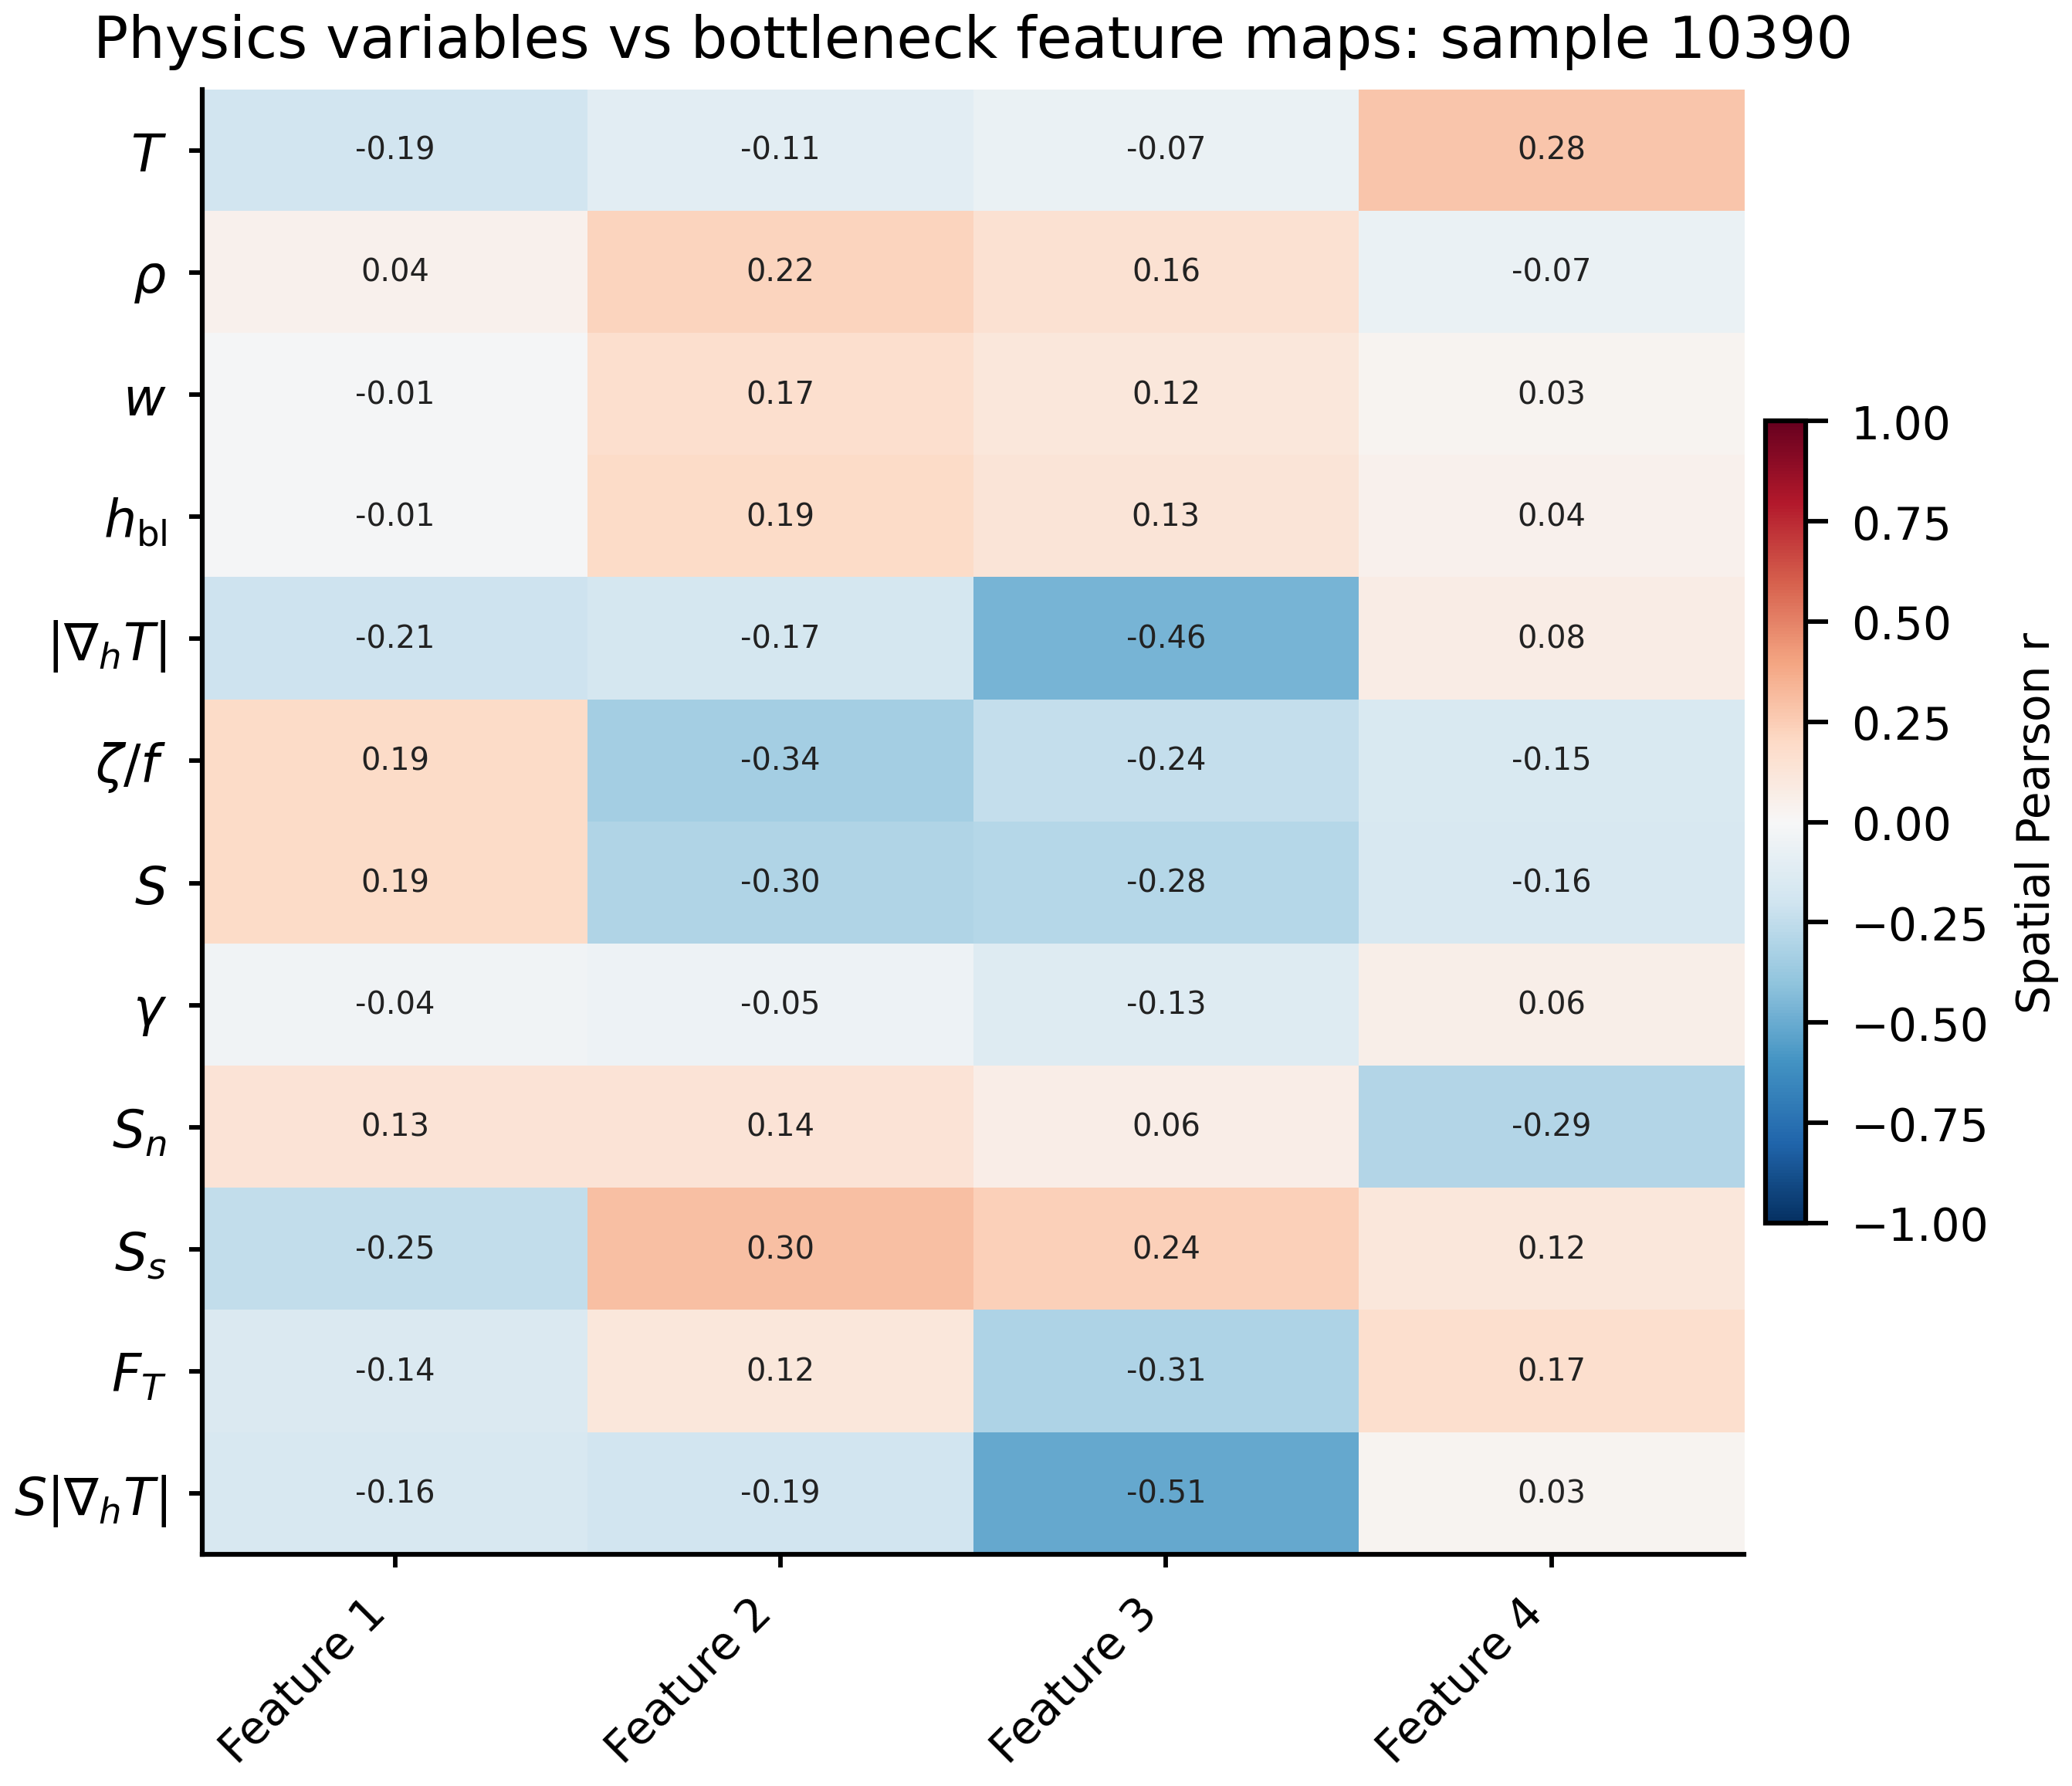 Physics variables vs bottleneck feature maps: sample 10390
T -0.19 -0.11 -0.07 0.28
ρ 0.04 0.22 0.16 -0.07
w -0.01 0.17 0.12 0.03
h_bl -0.01 0.19 0.13 0.04
|∇_h T| -0.21 -0.17 -0.46 0.08
ζ/f 0.19 -0.34 -0.24 -0.15
S 0.19 -0.30 -0.28 -0.16
γ -0.04 -0.05 -0.13 0.06
S_n 0.13 0.14 0.06 -0.29
S_s -0.25 0.30 0.24 0.12
F_T -0.14 0.12 -0.31 0.17
S|∇_h T| -0.16 -0.19 -0.51 0.03
Feature 1 Feature 2 Feature 3 Feature 4
1.00
0.75
0.50
0.25
0.00
−0.25
−0.50
−0.75
−1.00
Spatial Pearson r